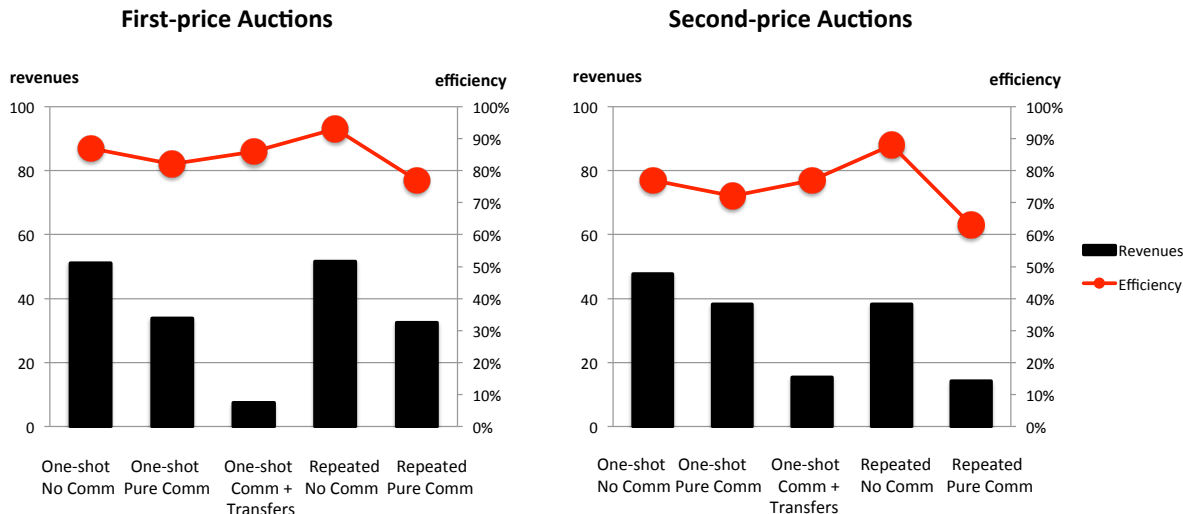 First-price Auctions
revenues
efficiency
100
80
60
40
20
0
100%
90%
80%
70%
60%
50%
40%
30%
20%
10%
0%
One-shot
No Comm
One-shot
Pure Comm
One-shot
Comm +
Transfers
Repeated
No Comm
Repeated
Pure Comm
Second-price Auctions
revenues
efficiency
100
80
60
40
20
0
100%
90%
80%
70%
60%
50%
40%
30%
20%
10%
0%
One-shot
No Comm
One-shot
Pure Comm
One-shot
Comm +
Transfers
Repeated
No Comm
Repeated
Pure Comm
Revenues
Efficiency